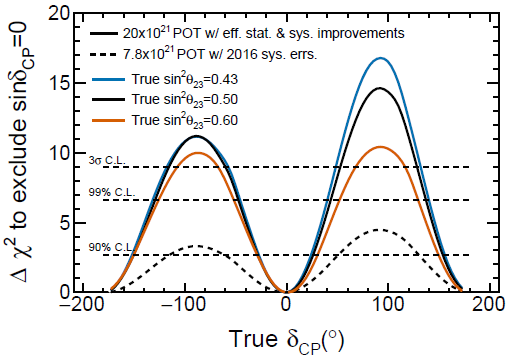 Δ χ² to exclude sinδCP=0
20
15
10
5
0
20x10²¹ POT w/ eff. stat. & sys. improvements
7.8x10²¹ POT w/ 2016 sys. errs.
True sin²θ₂₃=0.43
True sin²θ₂₃=0.50
True sin²θ₂₃=0.60
3σ C.L.
99% C.L.
90% C.L.
−200 −100 0 100 200
True δCP(°)